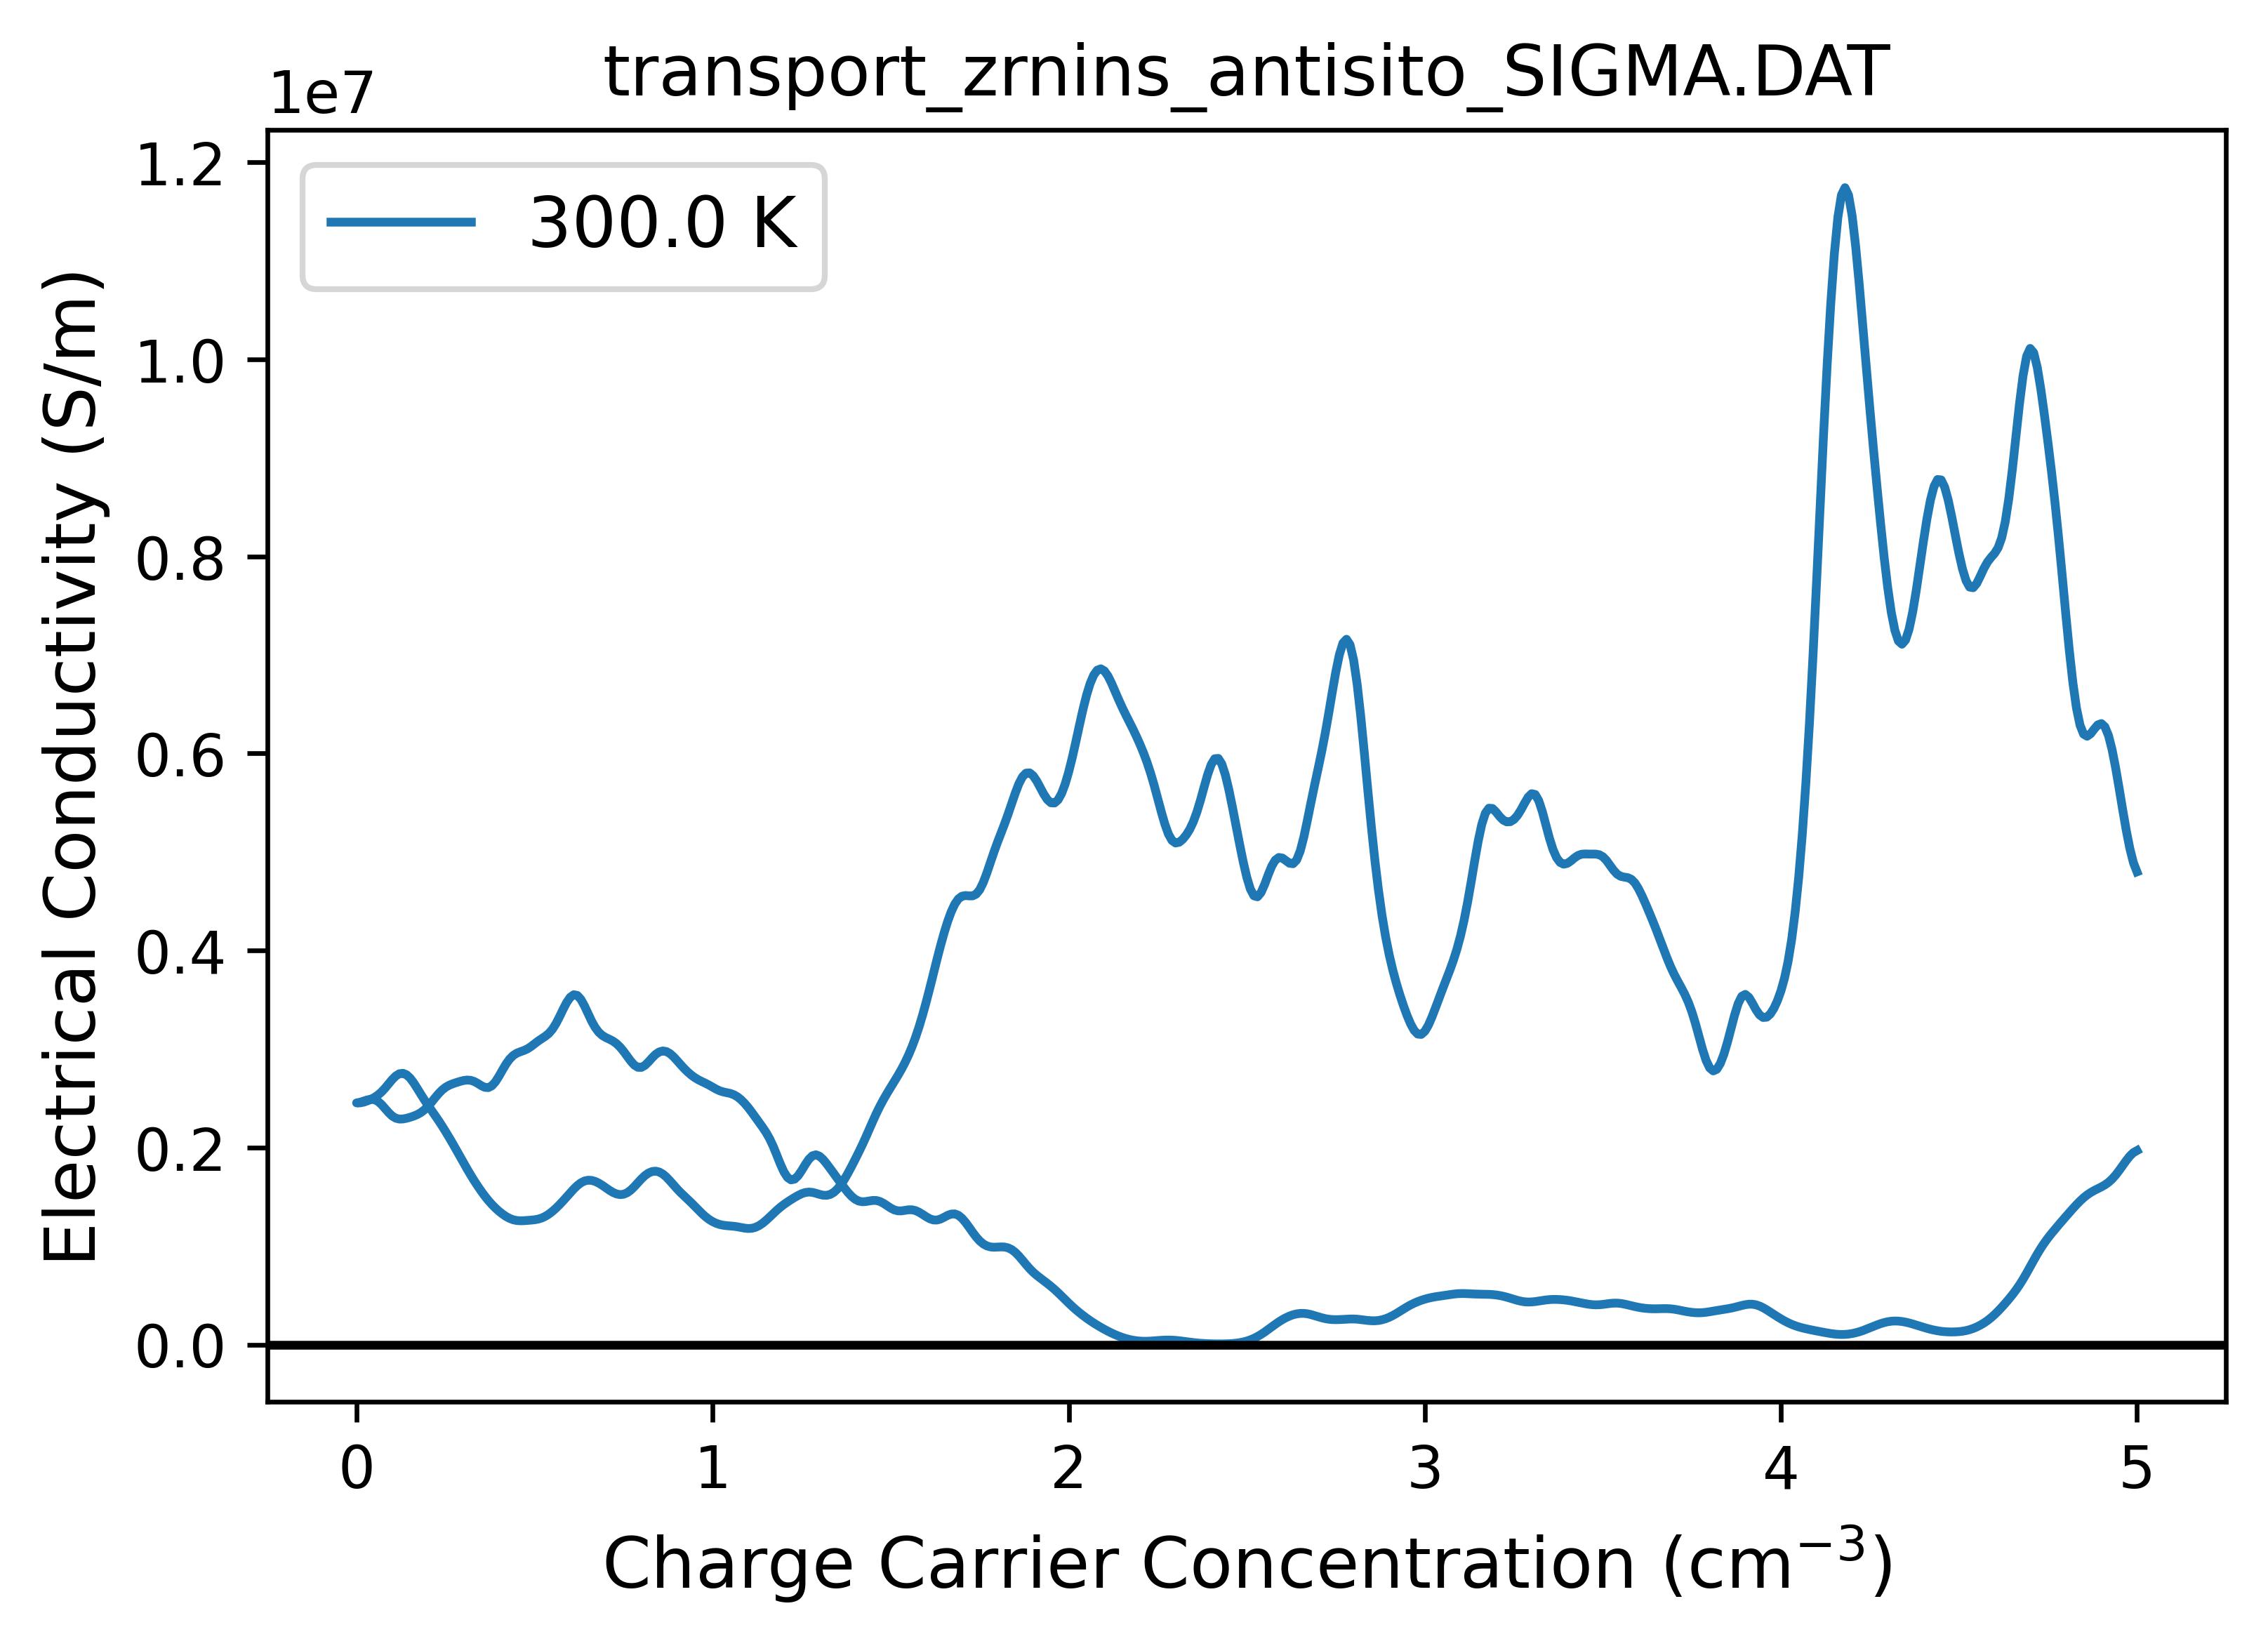 transport_zrnins_antisito_SIGMA.DAT
1e7
300.0 K
1.2
1.0
0.8
0.6
0.4
0.2
0.0
Electrical Conductivity (S/m)
0 1 2 3 4 5
Charge Carrier Concentration (cm⁻³)